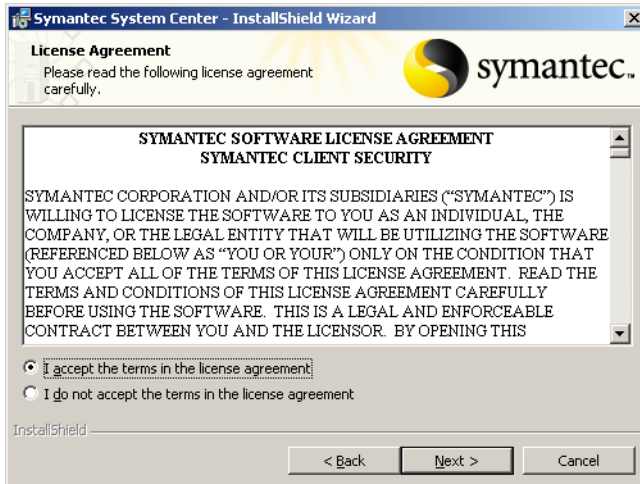 Symantec System Center - InstallShield Wizard
License Agreement
Please read the following license agreement
carefully.
symantec™
SYMANTEC SOFTWARE LICENSE AGREEMENT
SYMANTEC CLIENT SECURITY
SYMANTEC CORPORATION AND/OR ITS SUBSIDIARIES (“SYMANTEC”) IS
WILLING TO LICENSE THE SOFTWARE TO YOU AS AN INDIVIDUAL, THE
COMPANY, OR THE LEGAL ENTITY THAT WILL BE UTILIZING THE SOFTWARE
(REFERENCED BELOW AS “YOU OR YOUR”) ONLY ON THE CONDITION THAT
YOU ACCEPT ALL OF THE TERMS OF THIS LICENSE AGREEMENT.  READ THE
TERMS AND CONDITIONS OF THIS LICENSE AGREEMENT CAREFULLY
BEFORE USING THE SOFTWARE.  THIS IS A LEGAL AND ENFORCEABLE
CONTRACT BETWEEN YOU AND THE LICENSOR.  BY OPENING THIS
I accept the terms in the license agreement
I do not accept the terms in the license agreement
InstallShield
< Back
Next >
Cancel